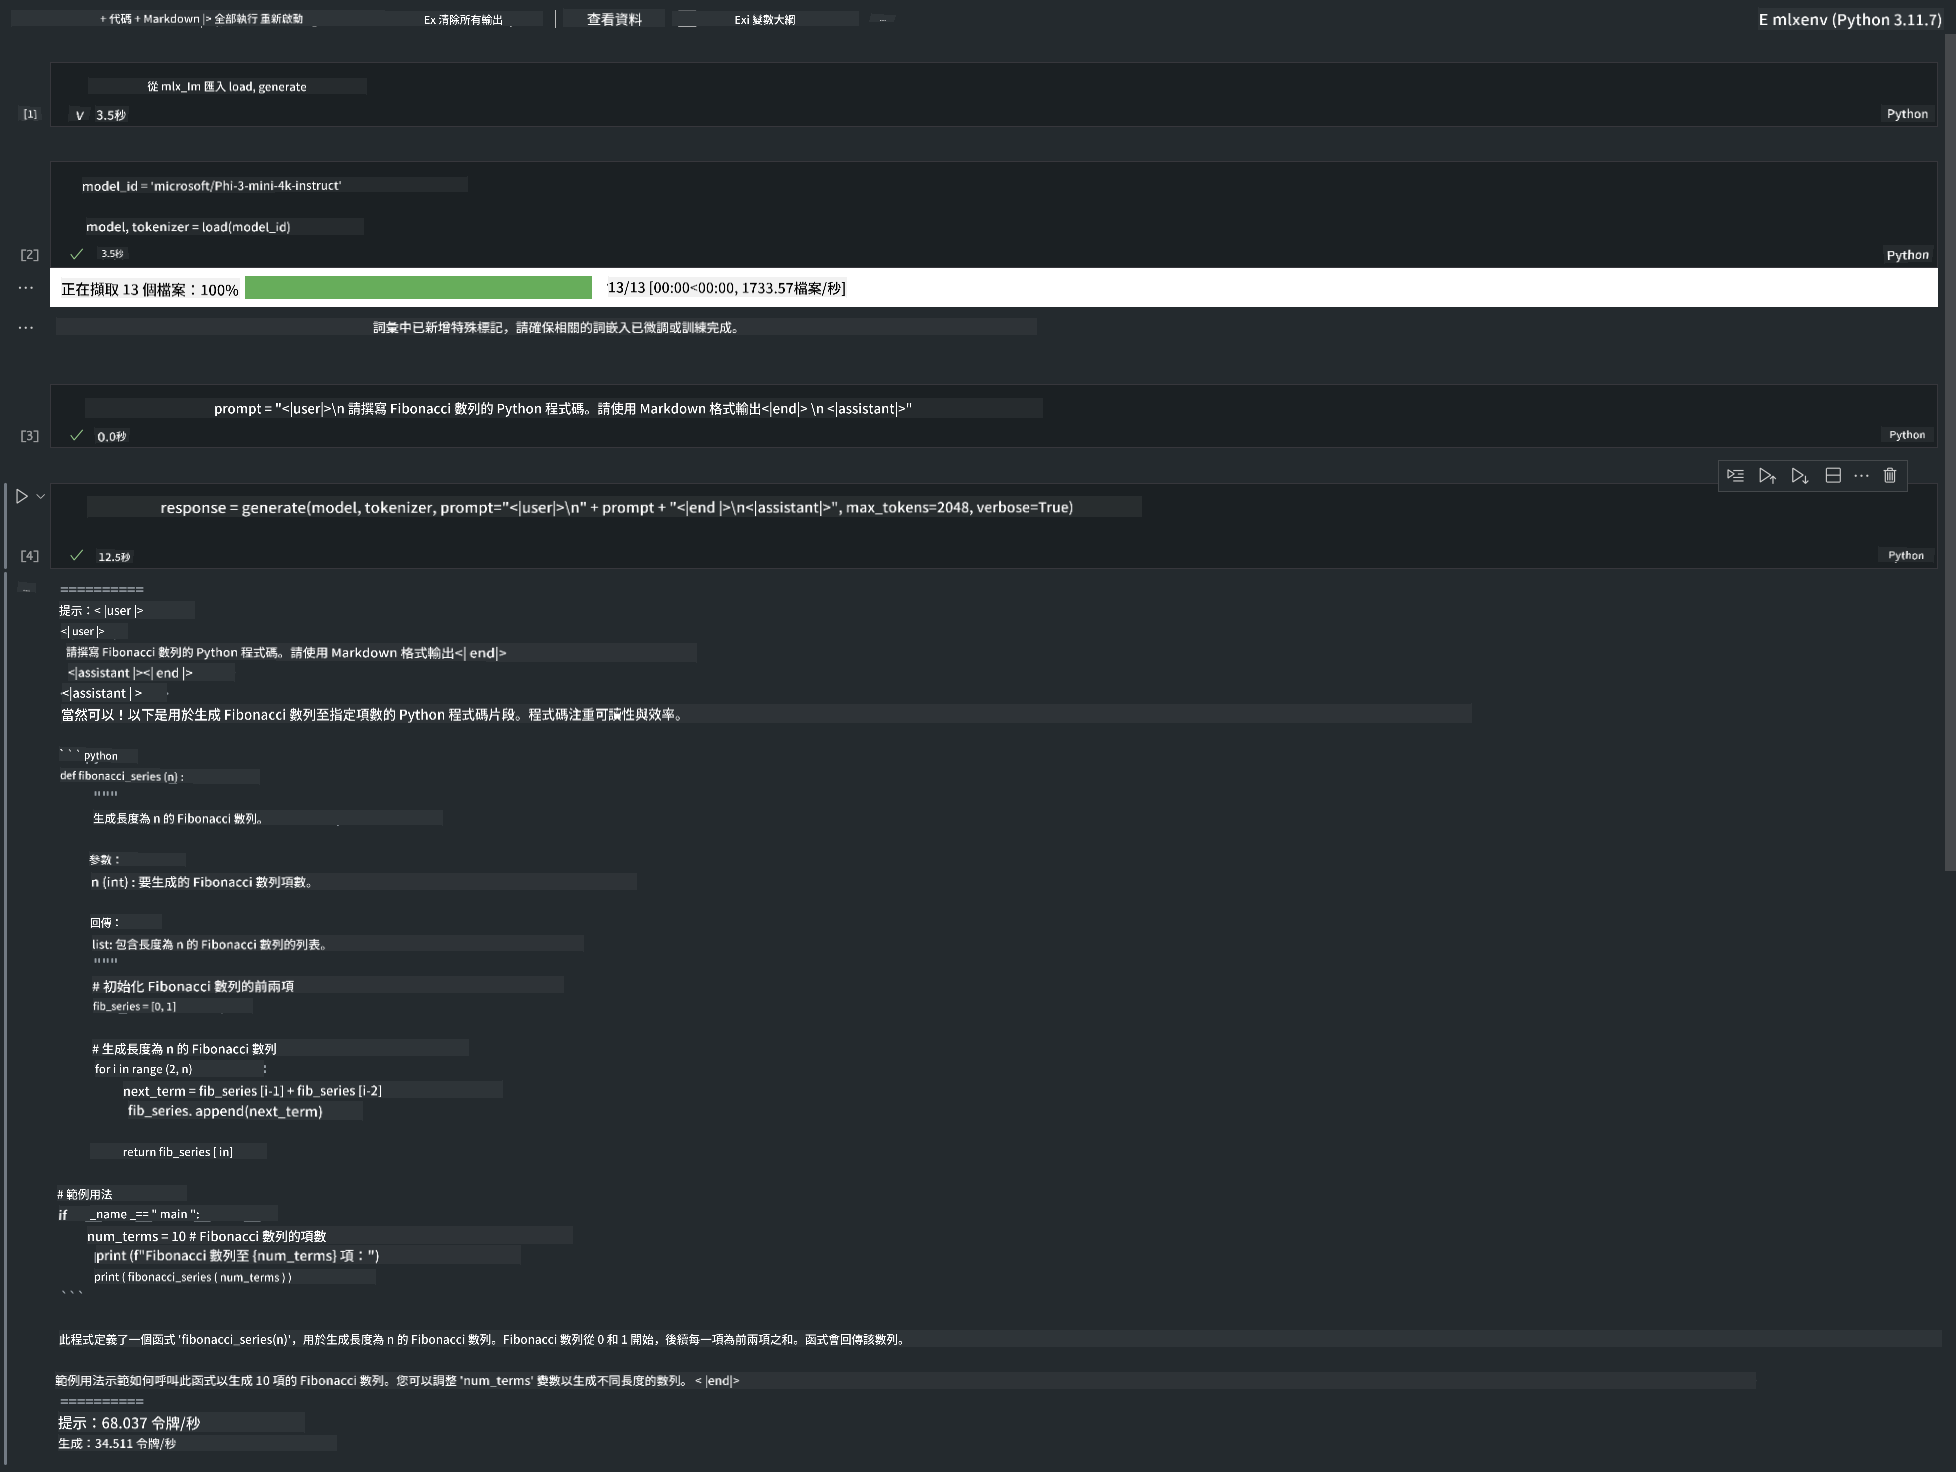 + 代碼 + Markdown |> 全部執行 重新啟動 Ex 清除所有輸出 | 查看資料 Exi 變數大綱 ... E mlxenv (Python 3.11.7)
從 mlx_Im 匯入 load, generate
[1] V 3.5秒 Python
model_id = 'microsoft/Phi-3-mini-4k-instruct'
model, tokenizer = load(model_id)
[2] ✓ 3.5秒 Python
... 正在擷取 13 個檔案：100% 13/13 [00:00<00:00, 1733.57檔案/秒]
... 詞彙中已新增特殊標記，請確保相關的詞嵌入已微調或訓練完成。
prompt = "<|user|>\n 請撰寫 Fibonacci 數列的 Python 程式碼。請使用 Markdown 格式輸出<|end|> \n <|assistant|>"
[3] ✓ 0.0秒 Python
response = generate(model, tokenizer, prompt="<|user|>\n" + prompt + "<|end |>\n<|assistant|>", max_tokens=2048, verbose=True)
[4] ✓ 12.5秒 Python
... ==========
提示：< |user |>
<| user |>
請撰寫 Fibonacci 數列的 Python 程式碼。請使用 Markdown 格式輸出<| end|>
<|assistant |><| end |>
<|assistant | >
當然可以！以下是用於生成 Fibonacci 數列至指定項數的 Python 程式碼片段。程式碼注重可讀性與效率。
``` python
def fibonacci_series (n) :
"""
生成長度為 n 的 Fibonacci 數列。
參數：
n (int) : 要生成的 Fibonacci 數列項數。
回傳：
list: 包含長度為 n 的 Fibonacci 數列的列表。
"""
# 初始化 Fibonacci 數列的前兩項
fib_series = [0, 1]
# 生成長度為 n 的 Fibonacci 數列
for i in range (2, n) :
next_term = fib_series [i-1] + fib_series [i-2]
fib_series. append(next_term)
return fib_series [ in]
# 範例用法
if _name _== " main ":
num_terms = 10 # Fibonacci 數列的項數
print (f"Fibonacci 數列至 {num_terms} 項：")
print ( fibonacci_series ( num_terms ) )
```
此程式定義了一個函式 'fibonacci_series(n)'，用於生成長度為 n 的 Fibonacci 數列。Fibonacci 數列從 0 和 1 開始，後續每一項為前兩項之和。函式會回傳該數列。
範例用法示範如何呼叫此函式以生成 10 項的 Fibonacci 數列。您可以調整 'num_terms' 變數以生成不同長度的數列。 < |end|>
==========
提示：68.037 令牌/秒
生成：34.511 令牌/秒